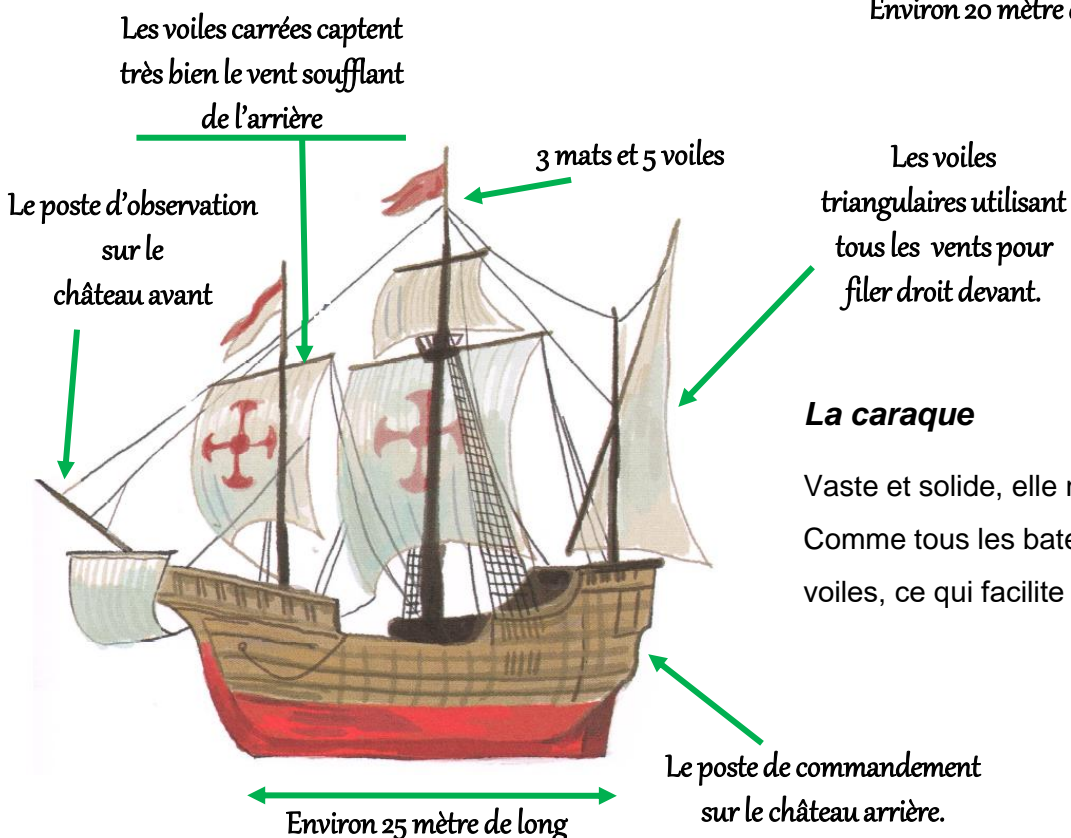 Environ 20 mètre
Les voiles carrées captent
très bien le vent soufflant
de l'arrière
3 mats et 5 voiles
Les voiles
triangulaires utilisant
tous les vents pour
filer droit devant.
Le poste d'observation
sur le
château avant
La caraque
Vaste et solide, elle
Comme tous les
voiles, ce qui facilite
Le poste de commandement
sur le château arrière.
Environ 25 mètre de long